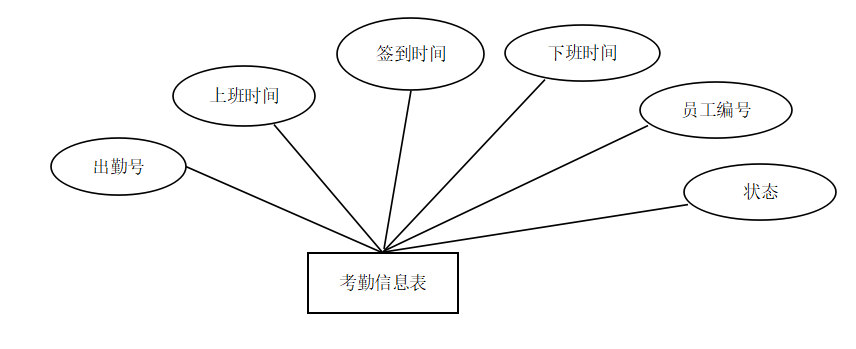 签到时间
下班时间
上班时间
员工编号
出勤号
状态
考勤信息表